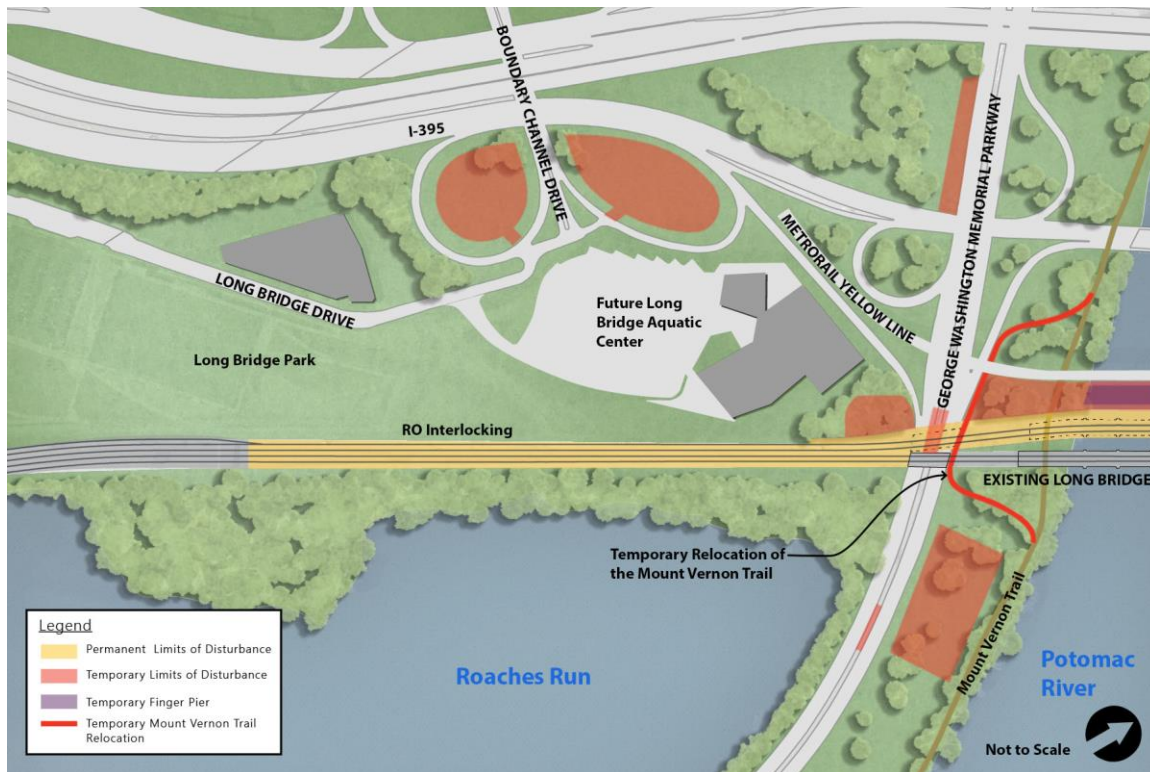 BOUNDARY CHANNEL DRIVE
I-395
GEORGE WASHINGTON MEMORIAL PARKWAY
METRORAIL YELLOW LINE
LONG BRIDGE DRIVE
Future Long
Bridge Aquatic
Center
Long Bridge Park
RO Interlocking
EXISTING LONG BRIDGE
Temporary Relocation of
the Mount Vernon Trail
Mount Vernon Trail
Roaches Run
Potomac
River
Legend
Permanent Limits of Disturbance
Temporary Limits of Disturbance
Temporary Finger Pier
Temporary Mount Vernon Trail
Relocation
Not to Scale